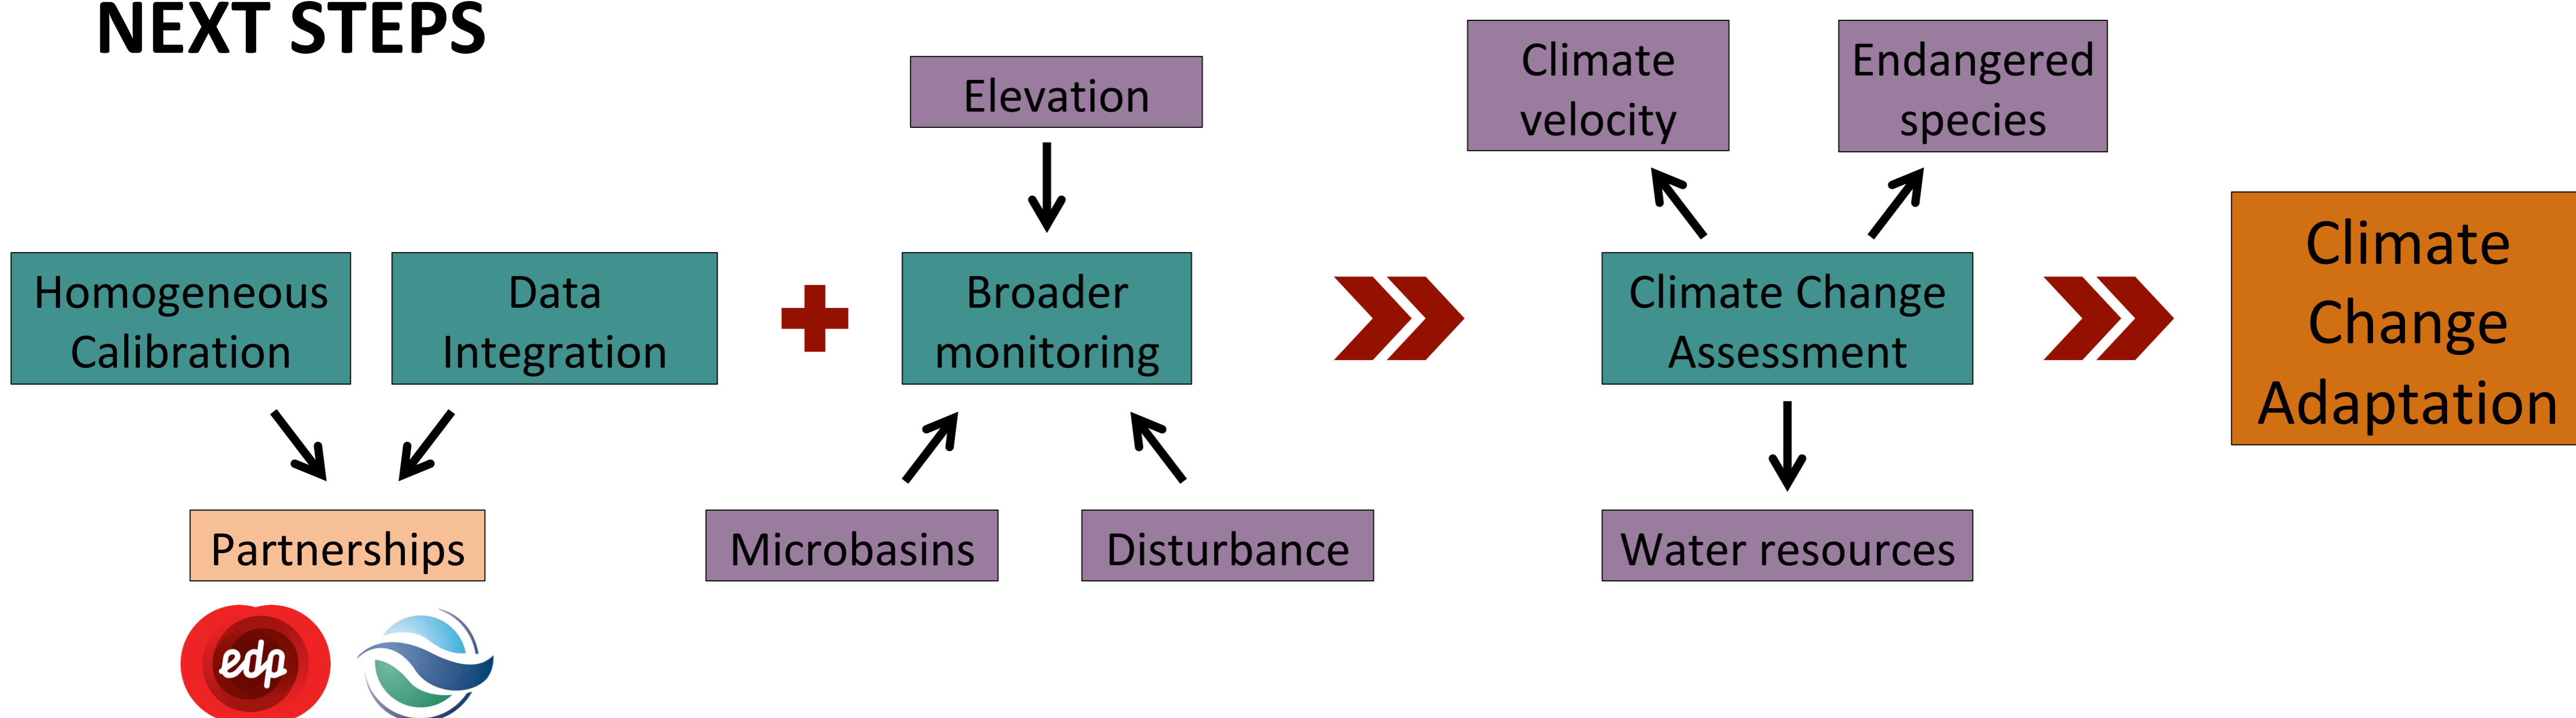 NEXT STEPS
Elevation
Climate
velocity
Endangered
species
Homogeneous
Calibration
Data
Integration
Broader
monitoring
Climate Change
Assessment
Climate
Change
Adaptation
Partnerships
Microbasins
Disturbance
Water resources
edp